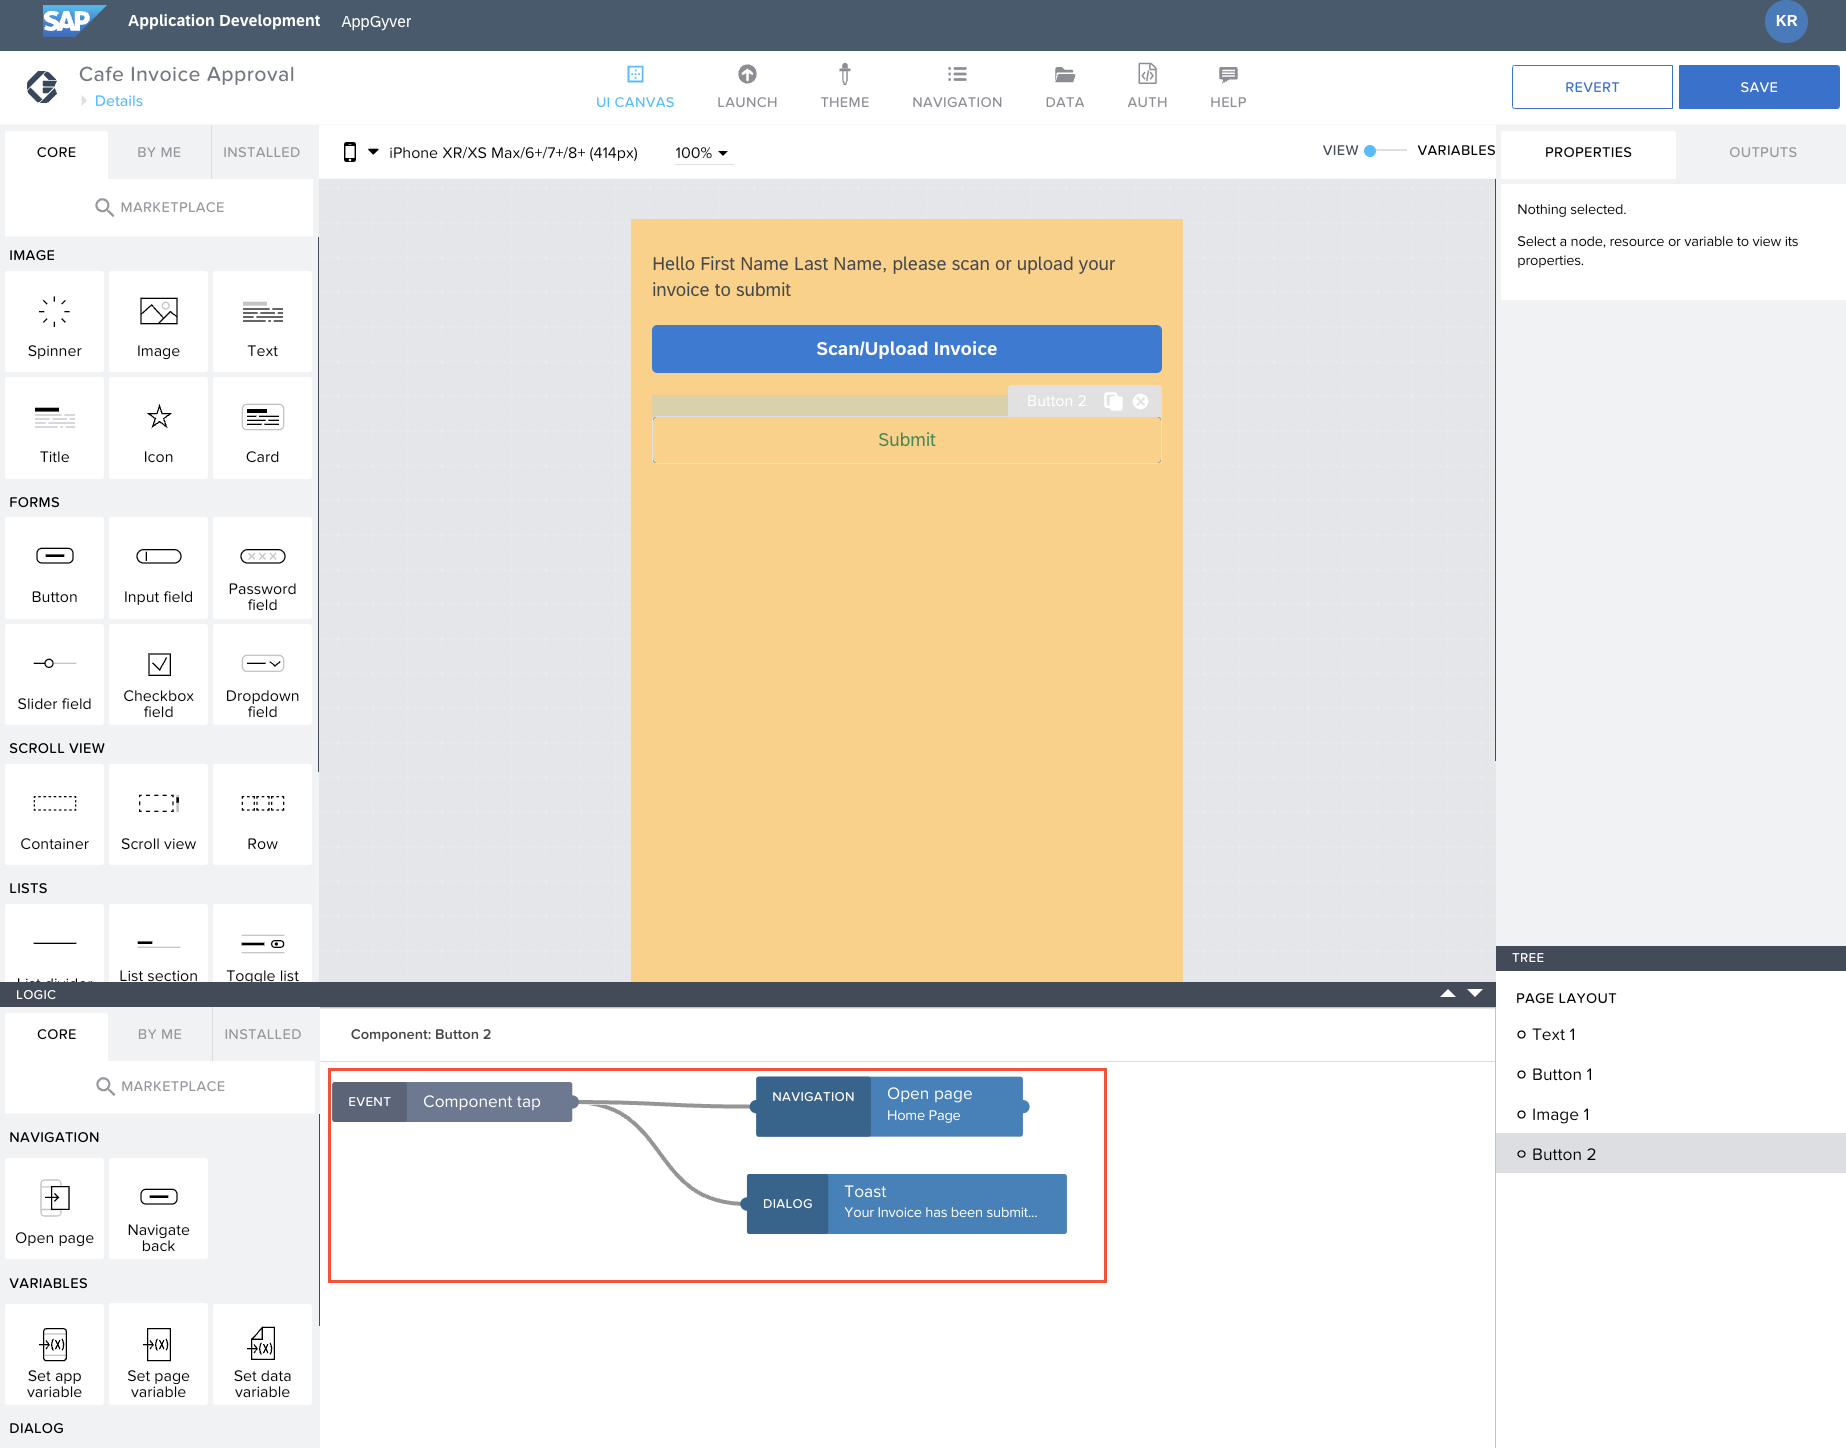 SAP Application Development AppGyver KR
Cafe Invoice Approval
Details
UI CANVAS LAUNCH THEME NAVIGATION DATA AUTH HELP
REVERT SAVE
CORE BY ME INSTALLED
MARKETPLACE
IMAGE
Spinner Image Text
Title Icon Card
FORMS
Button Input field Password field
Slider field Checkbox field Dropdown field
SCROLL VIEW
Container Scroll view Row
LISTS
List divider List section Toggle list
iPhone XR/XS Max/6+/7+/8+ (414px) 100% VIEW VARIABLES
Hello First Name Last Name, please scan or upload your
invoice to submit
Scan/Upload Invoice
Button 2
Submit
PROPERTIES OUTPUTS
Nothing selected.
Select a node, resource or variable to view its
properties.
LOGIC
CORE BY ME INSTALLED
MARKETPLACE
NAVIGATION
Open page Navigate back
VARIABLES
Set app variable Set page variable Set data variable
DIALOG
Component: Button 2
EVENT Component tap
NAVIGATION Open page
Home Page
DIALOG Toast
Your Invoice has been submit...
TREE
PAGE LAYOUT
Text 1
Button 1
Image 1
Button 2